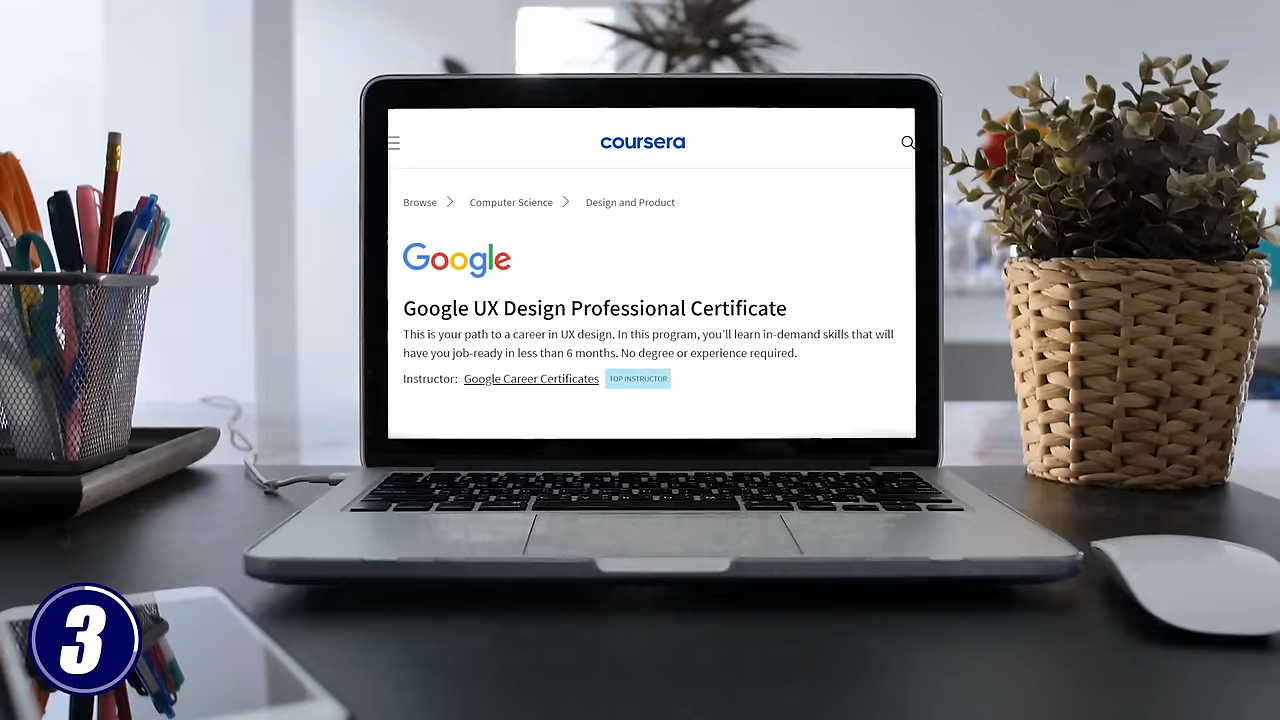 coursera
Browse
Computer Science
Design and Product
Google
Google UX Design Professional Certificate
This is your path to a career in UX design. In this program, you'll learn in-demand skills that will
have you job-ready in less than 6 months. No degree or experience required.
Instructor: Google Career Certificates TOP INSTRUCTOR
3